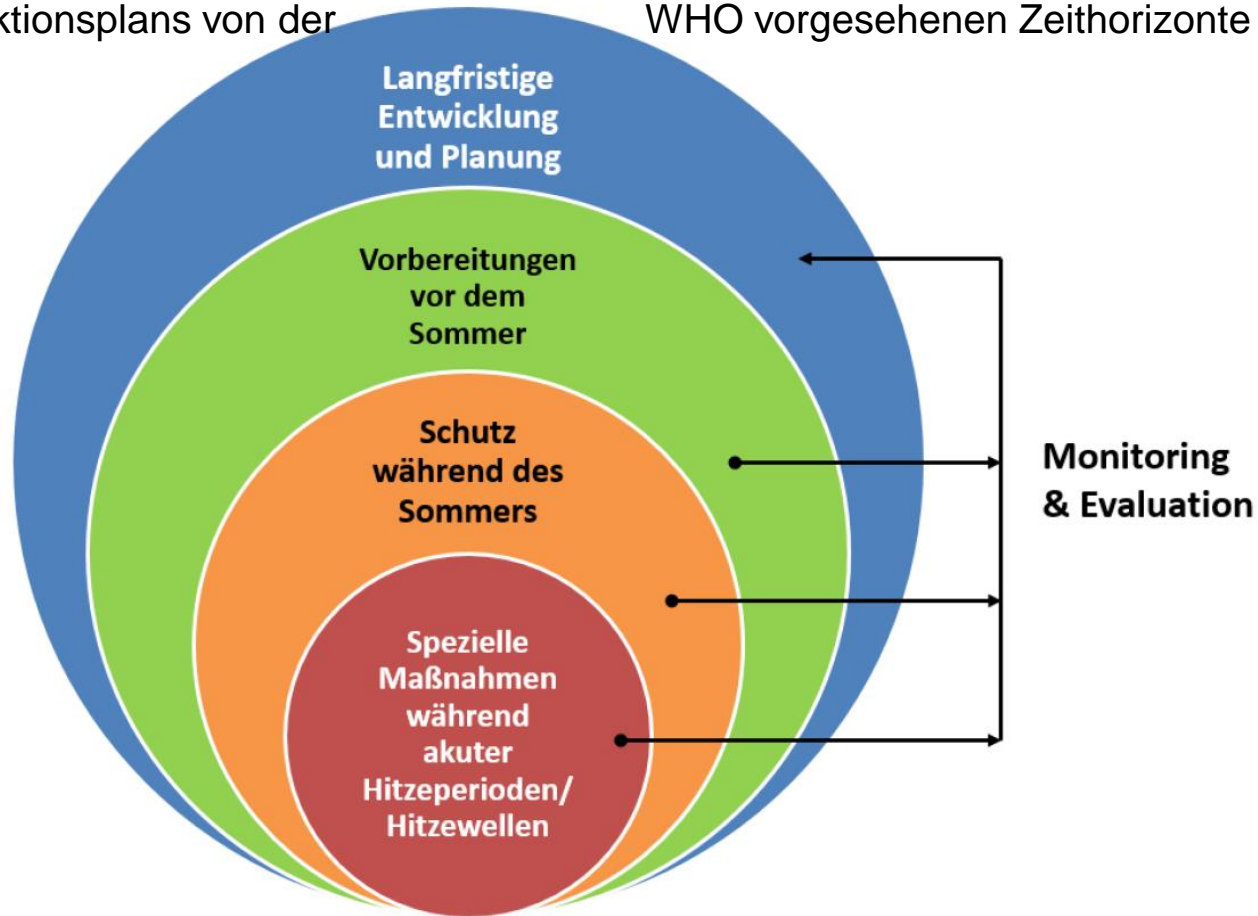 ktionsplans von der WHO vorgesehenen Zeithorizonte
Langfristige
Entwicklung
und Planung
Vorbereitungen
vor dem
Sommer
Schutz
während des
Sommers
Spezielle
Maßnahmen
während
akuter
Hitzeperioden/
Hitzewellen
Monitoring
& Evaluation